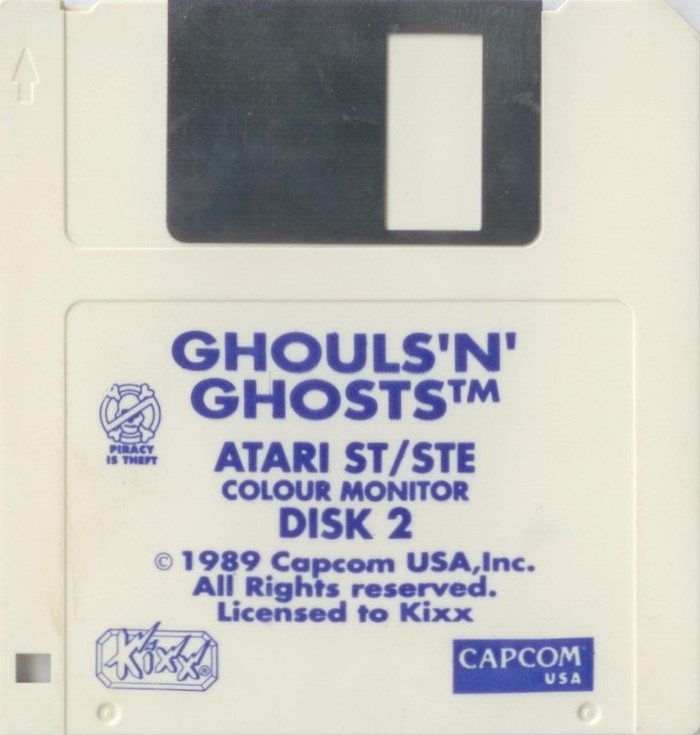 GHOULS'N'
GHOSTS™
PIRACY
IS THEFT
ATARI ST/STE
COLOUR MONITOR
DISK 2
© 1989 Capcom USA,Inc.
All Rights reserved.
Licensed to Kixx
Kixx®
CAPCOM
USA